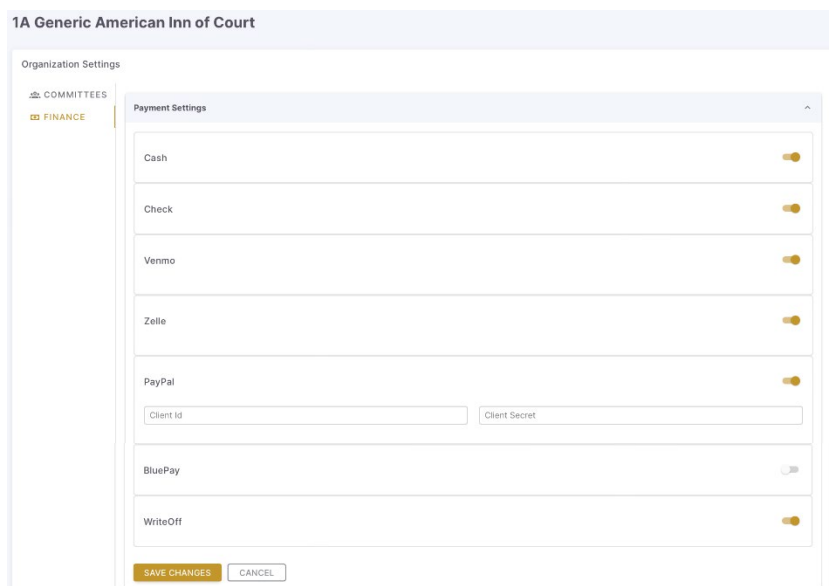 1A Generic American Inn of Court
Organization Settings
COMMITTEES
FINANCE
Payment Settings
Cash
Check
Venmo
Zelle
PayPal
Client Id
Client Secret
BluePay
WriteOff
SAVE CHANGES
CANCEL